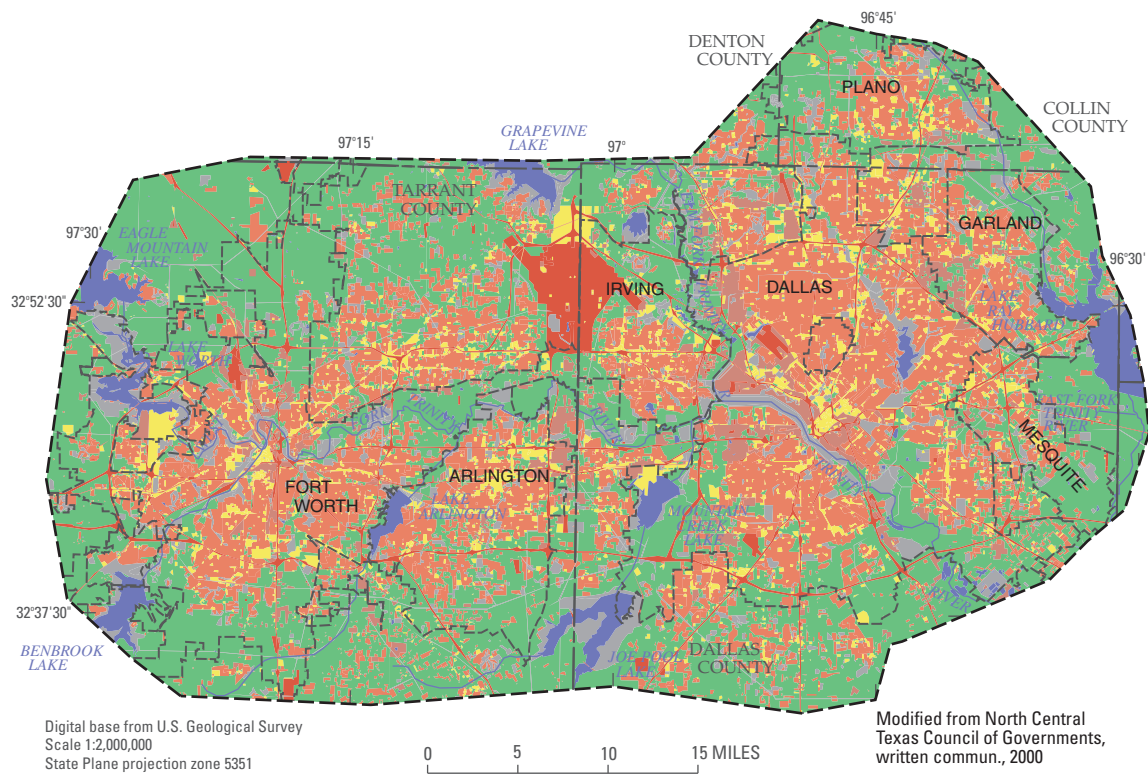 96°45'
DENTON
COUNTY
PLANO
COLLIN
COUNTY
GRAPEVINE
LAKE
97°15'
97°
TARRANT
COUNTY
GARLAND
97°30'
EAGLE
MOUNTAIN
LAKE
96°30'
32°52'30"
IRVING
DALLAS
LAKE
RAY
HUBBARD
LAKE
WORTH
EAST FORK
TRINITY
RIVER
FORK
TRINITY
RIVER
MESQUITE
ARLINGTON
FORT
WORTH
LAKE
ARLINGTON
TRINITY
MOUNTAIN
CREEK
LAKE
RIVER
32°37'30"
BENBROOK
LAKE
JOE POOL
LAKE
DALLAS
COUNTY
Digital base from U.S. Geological Survey
Scale 1:2,000,000
State Plane projection zone 5351
0 5 10 15 MILES
Modified from North Central
Texas Council of Governments,
written commun., 2000